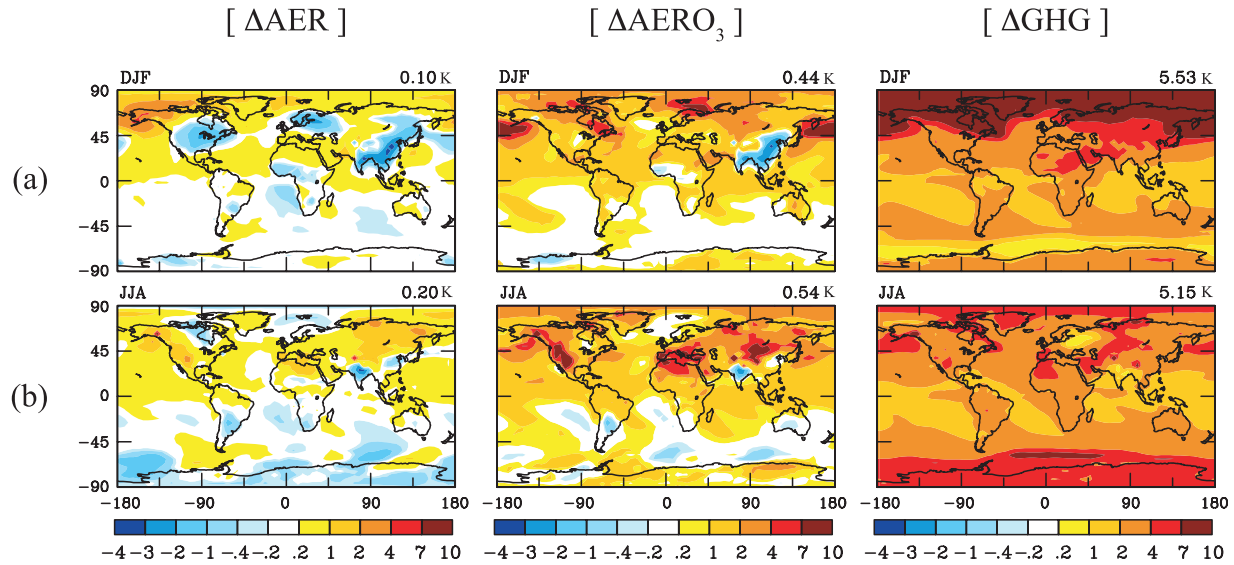 [ ΔAER ] [ ΔAERO₃ ] [ ΔGHG ]
DJF 0.10 K DJF 0.44 K DJF 5.53 K
(a)
90 45 0 −45 −90
JJA 0.20 K JJA 0.54 K JJA 5.15 K
(b)
90 45 0 −45 −90
−180 −90 0 90 180 −180 −90 0 90 180 −180 −90 0 90 180
−4 −3 −2 −1 −.4 −.2 .2 1 2 4 7 10 −4 −3 −2 −1 −.4 −.2 .2 1 2 4 7 10 −4 −3 −2 −1 −.4 −.2 .2 1 2 4 7 10